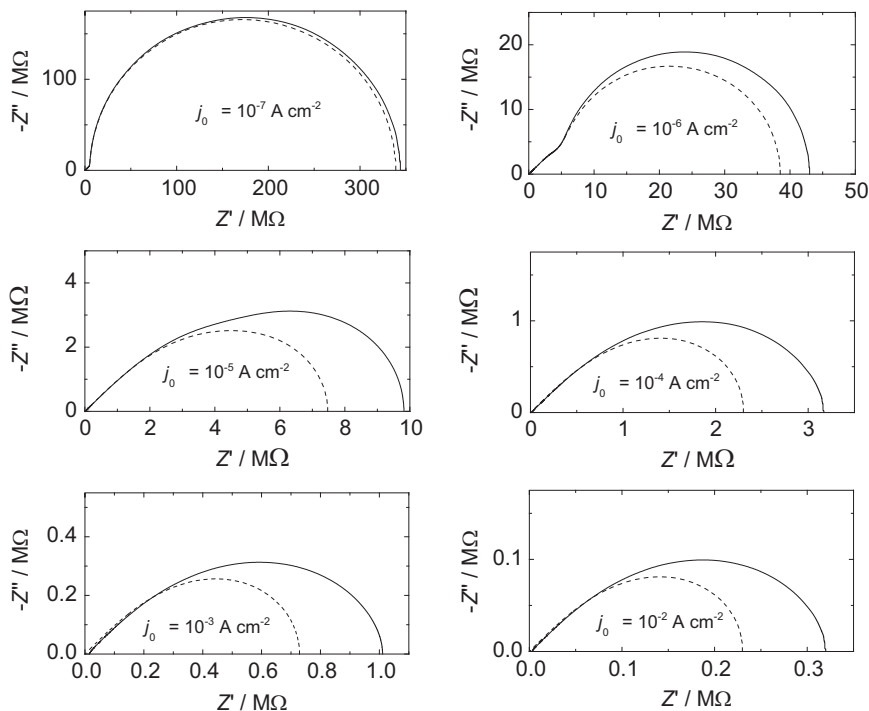 -Z'' / MΩ
100
0
j₀ = 10⁻⁷ A cm⁻²
0 100 200 300
Z' / MΩ
-Z'' / MΩ
20
10
0
j₀ = 10⁻⁶ A cm⁻²
0 10 20 30 40 50
Z' / MΩ
-Z'' / MΩ
4
2
0
j₀ = 10⁻⁵ A cm⁻²
0 2 4 6 8 10
Z' / MΩ
-Z'' / MΩ
1
0
j₀ = 10⁻⁴ A cm⁻²
0 1 2 3
Z' / MΩ
-Z'' / MΩ
0.4
0.2
0.0
j₀ = 10⁻³ A cm⁻²
0.0 0.2 0.4 0.6 0.8 1.0
Z' / MΩ
-Z'' / MΩ
0.1
0.0
j₀ = 10⁻² A cm⁻²
0.0 0.1 0.2 0.3
Z' / MΩ